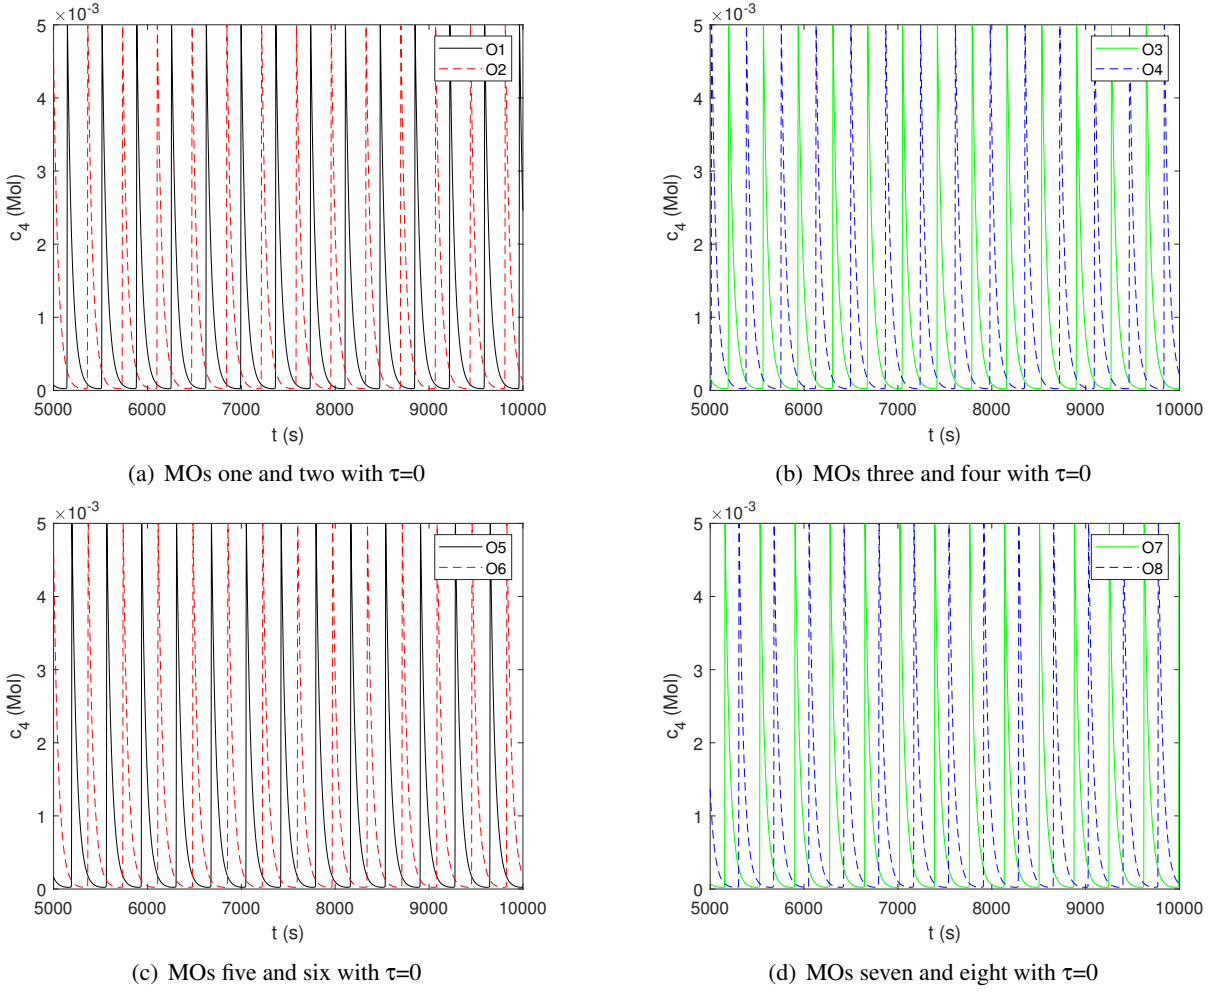 ×10⁻³
5
4
3
2
1
0
c₄ (Mol)
5000 6000 7000 8000 9000 10000
t (s)
O1
O2
(a) MOs one and two with τ=0
×10⁻³
5
4
3
2
1
0
c₄ (Mol)
5000 6000 7000 8000 9000 10000
t (s)
O3
O4
(b) MOs three and four with τ=0
×10⁻³
5
4
3
2
1
0
c₄ (Mol)
5000 6000 7000 8000 9000 10000
t (s)
O5
O6
(c) MOs five and six with τ=0
×10⁻³
5
4
3
2
1
0
c₄ (Mol)
5000 6000 7000 8000 9000 10000
t (s)
O7
O8
(d) MOs seven and eight with τ=0